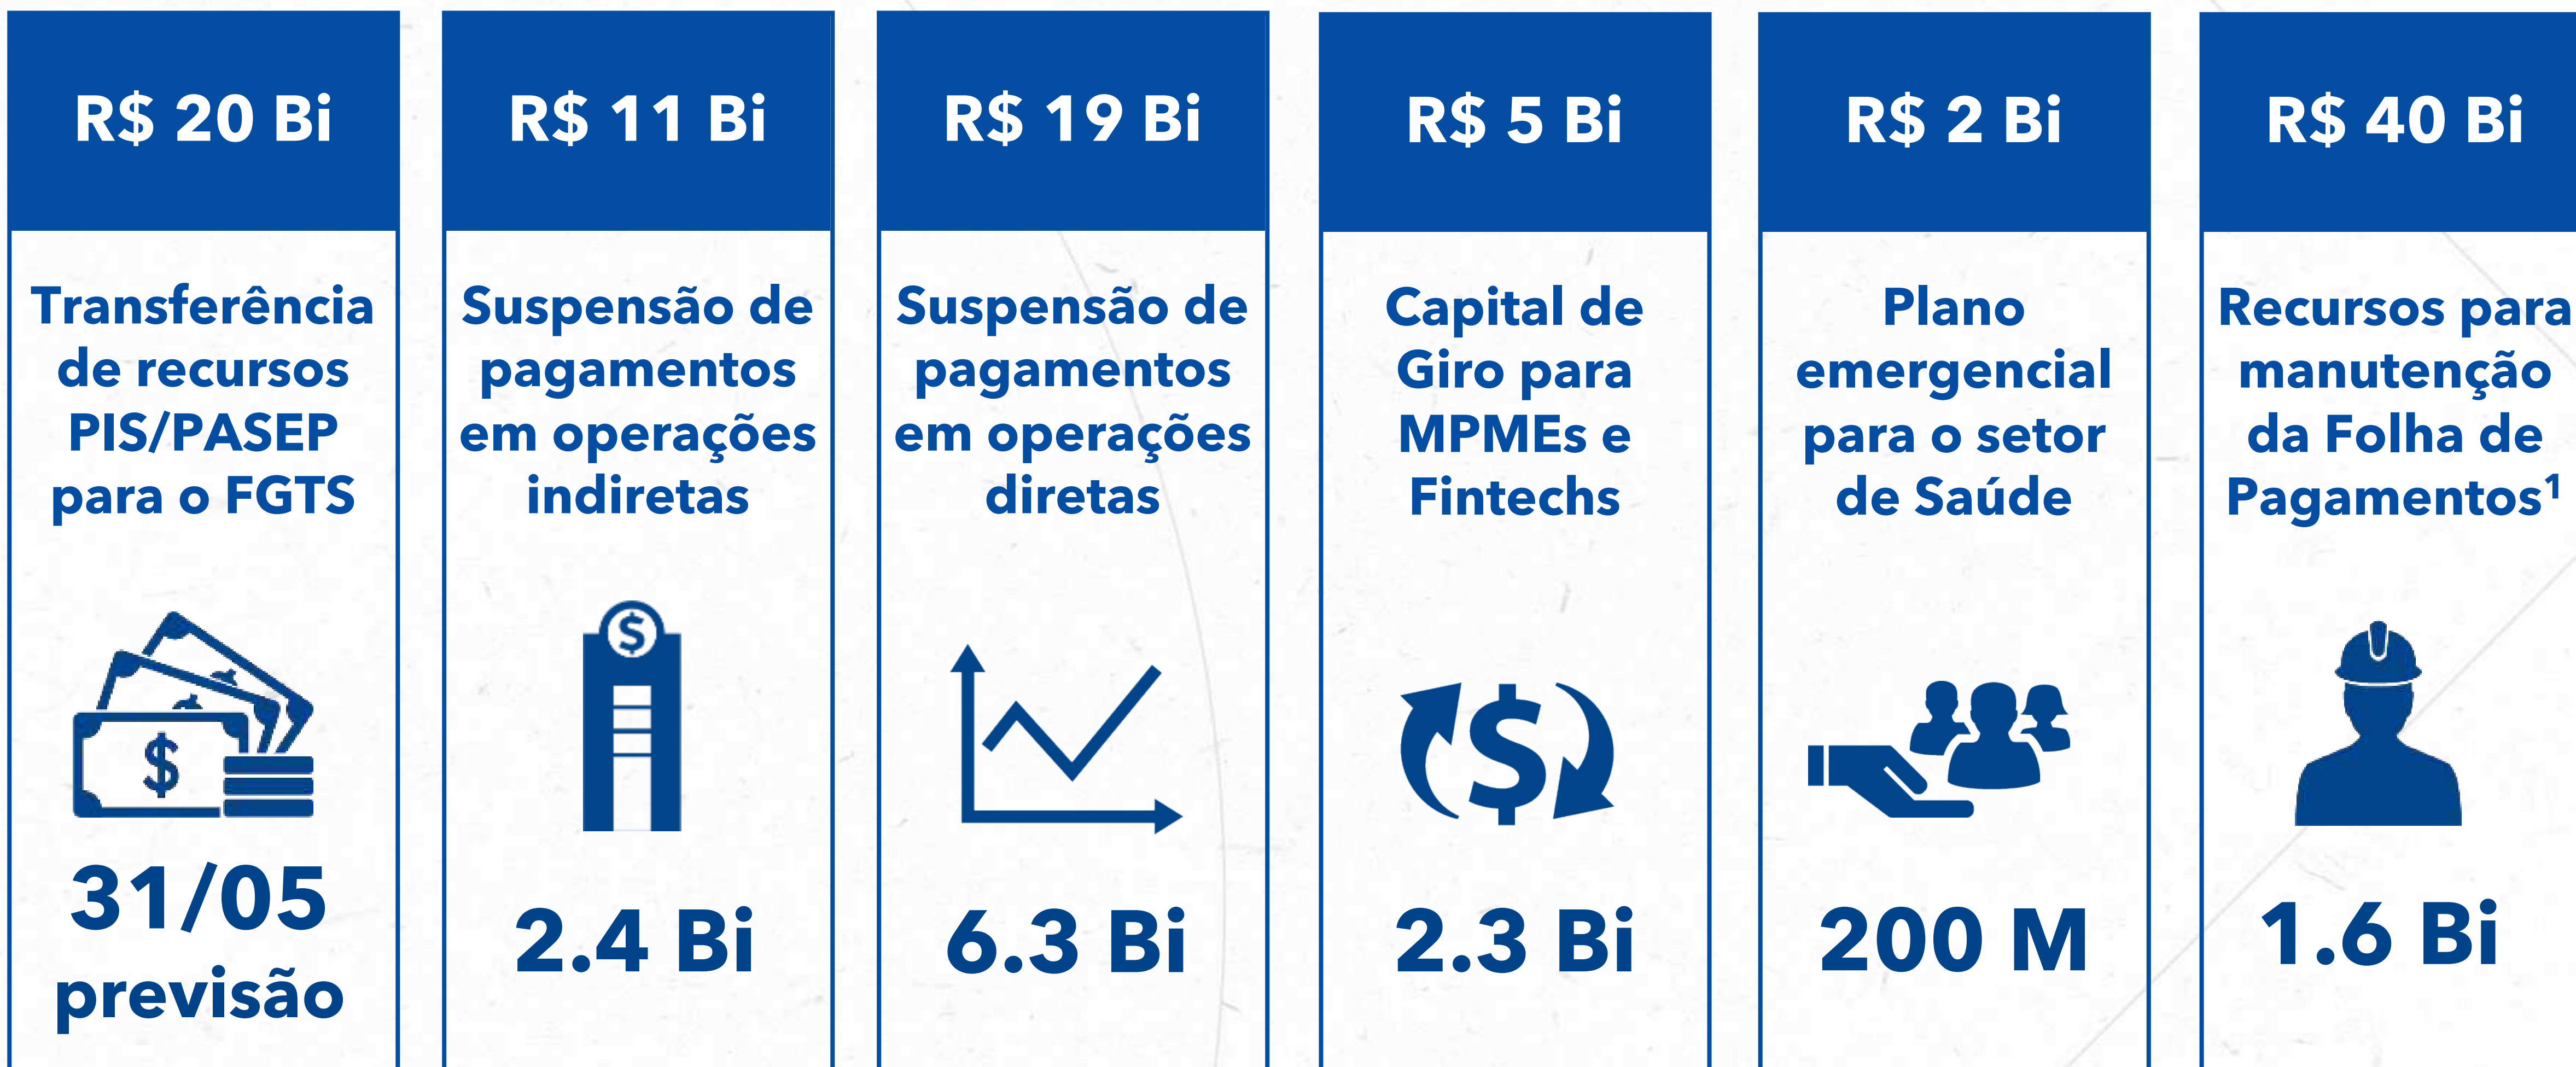 R$ 20 Bi
Transferência
de recursos
PIS/PASEP
para o FGTS
$
31/05
previsão
R$ 11 Bi
Suspensão de
pagamentos
em operações
indiretas
$
2.4 Bi
R$ 19 Bi
Suspensão de
pagamentos
em operações
diretas
6.3 Bi
R$ 5 Bi
Capital de
Giro para
MPMEs e
Fintechs
$
2.3 Bi
R$ 2 Bi
Plano
emergencial
para o setor
de Saúde
200 M
R$ 40 Bi
Recursos para
manutenção
da Folha de
Pagamentos¹
1.6 Bi